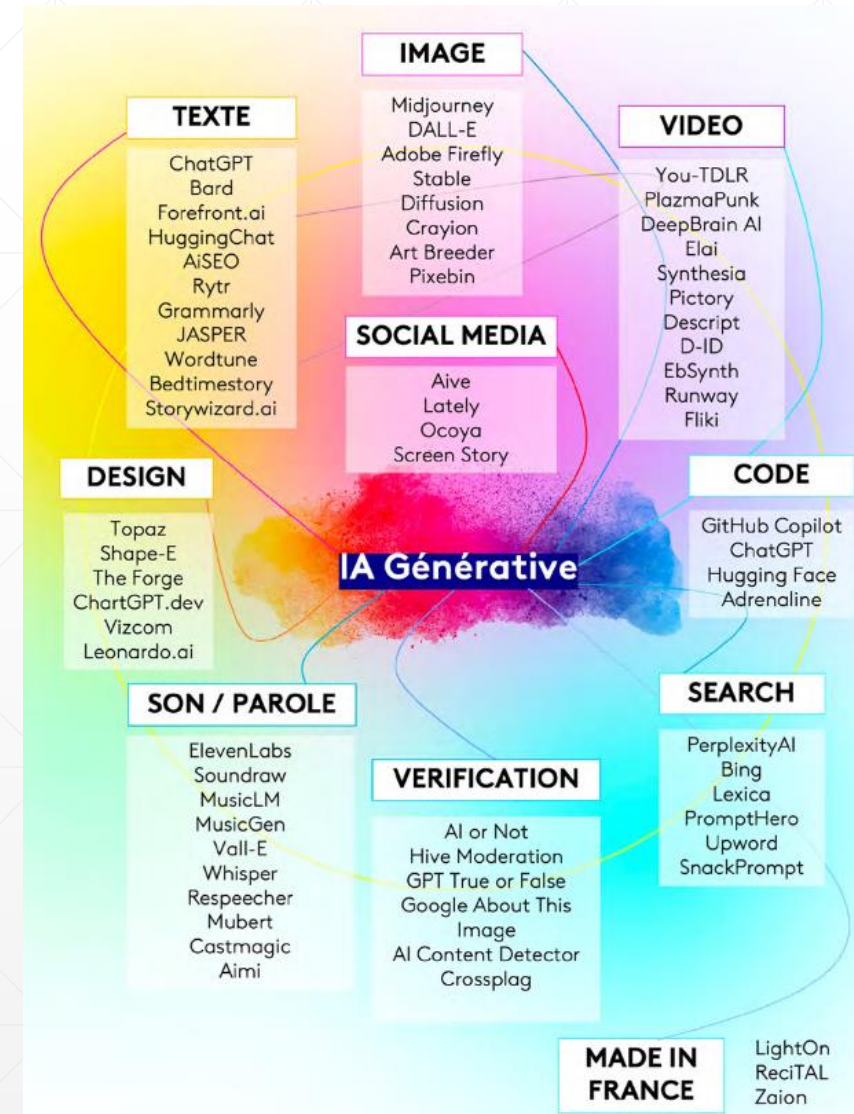 IMAGE
Midjourney
DALL-E
Adobe Firefly
Stable
Diffusion
Crayion
Art Breeder
Pixebin
TEXTE
ChatGPT
Bard
Forefront.ai
HuggingChat
AiSEO
Rytr
Grammarly
JASPER
Wordtune
Bedtimestory
Storywizard.ai
VIDEO
You-TDLR
PlazmaPunk
DeepBrain AI
Elai
Synthesia
Pictory
Descript
D-ID
EbSynth
Runway
Fliki
SOCIAL MEDIA
Aive
Lately
Ocoya
Screen Story
DESIGN
Topaz
Shape-E
The Forge
ChartGPT.dev
Vizcom
Leonardo.ai
IA Générative
CODE
GitHub Copilot
ChatGPT
Hugging Face
Adrenaline
SON / PAROLE
ElevenLabs
Soundraw
MusicLM
MusicGen
Vall-E
Whisper
Respeecher
Mubert
Castmagic
Aimi
VERIFICATION
AI or Not
Hive Moderation
GPT True or False
Google About This
Image
AI Content Detector
Crossplag
SEARCH
PerplexityAI
Bing
Lexica
PromptHero
Upword
SnackPrompt
MADE IN
FRANCE
LightOn
ReciTAL
Zaion